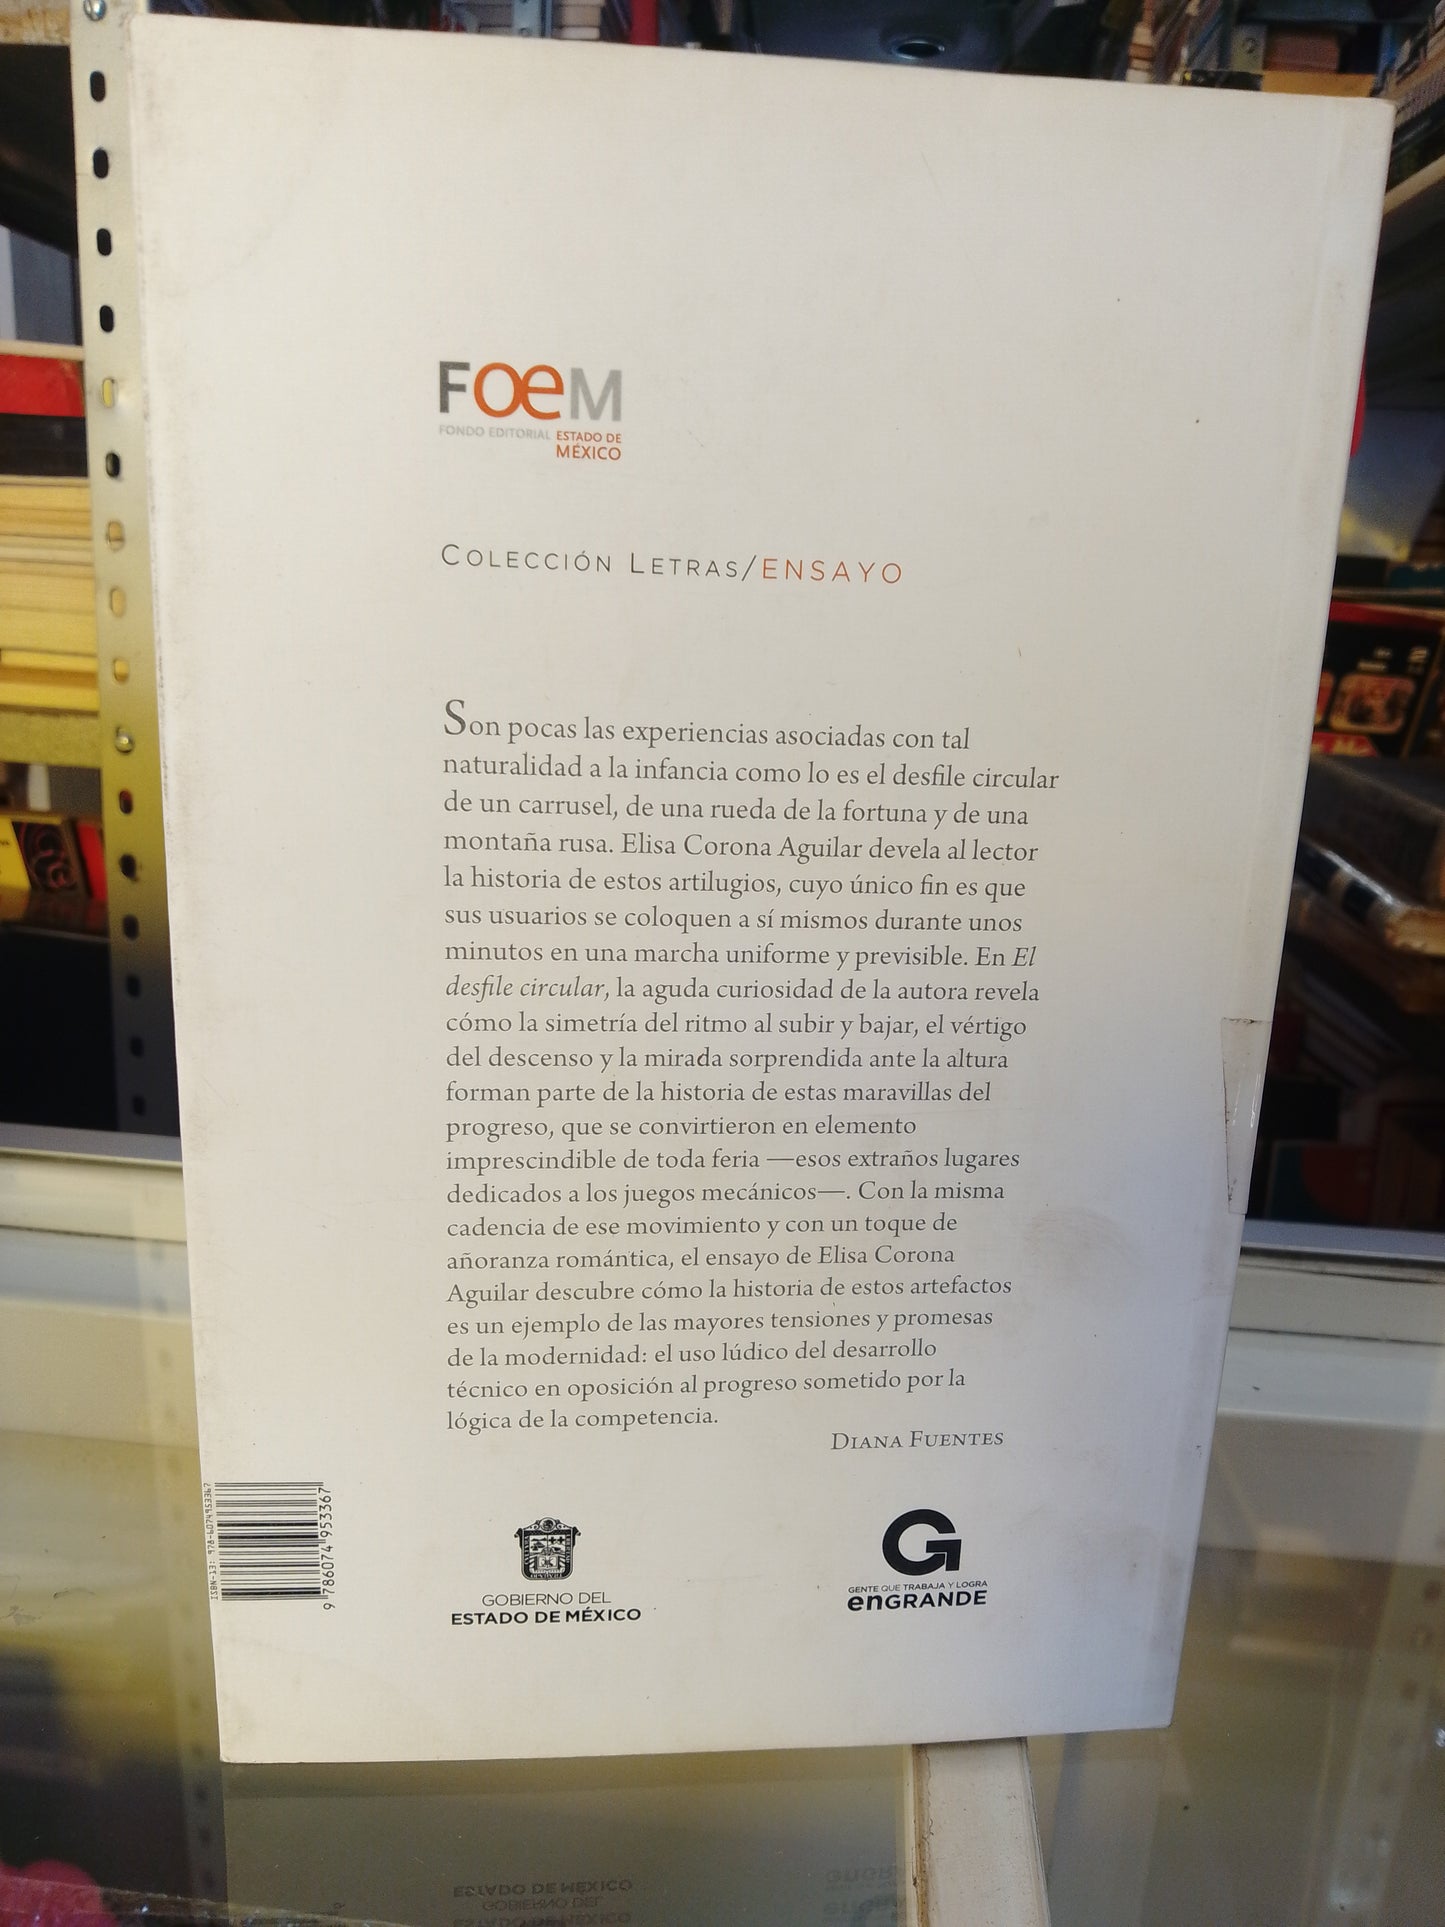 FOEM
FONDO EDITORIAL ESTADO DE
MÉXICO
COLECCIÓN LETRAS/ENSAYO
Son pocas las experiencias asociadas con tal
naturalidad a la infancia como lo es el desfile circular
de un carrusel, de una rueda de la fortuna y de una
montaña rusa. Elisa Corona Aguilar devela al lector
la historia de estos artilugios, cuyo único fin es que
sus usuarios se coloquen a sí mismos durante unos
minutos en una marcha uniforme y previsible. En El
desfile circular, la aguda curiosidad de la autora revela
cómo la simetría del ritmo al subir y bajar, el vértigo
del descenso y la mirada sorprendida ante la altura
forman parte de la historia de estas maravillas del
progreso, que se convirtieron en elemento
imprescindible de toda feria —esos extraños lugares
dedicados a los juegos mecánicos—. Con la misma
cadencia de ese movimiento y con un toque de
añoranza romántica, el ensayo de Elisa Corona
Aguilar descubre cómo la historia de estos artefactos
es un ejemplo de las mayores tensiones y promesas
de la modernidad: el uso lúdico del desarrollo
técnico en oposición al progreso sometido por la
lógica de la competencia.
DIANA FUENTES
ISBN-13: 978-6074953367
9 786074 953367
GOBIERNO DEL
ESTADO DE MÉXICO
G
GENTE QUE TRABAJA Y LOGRA
enGRANDE